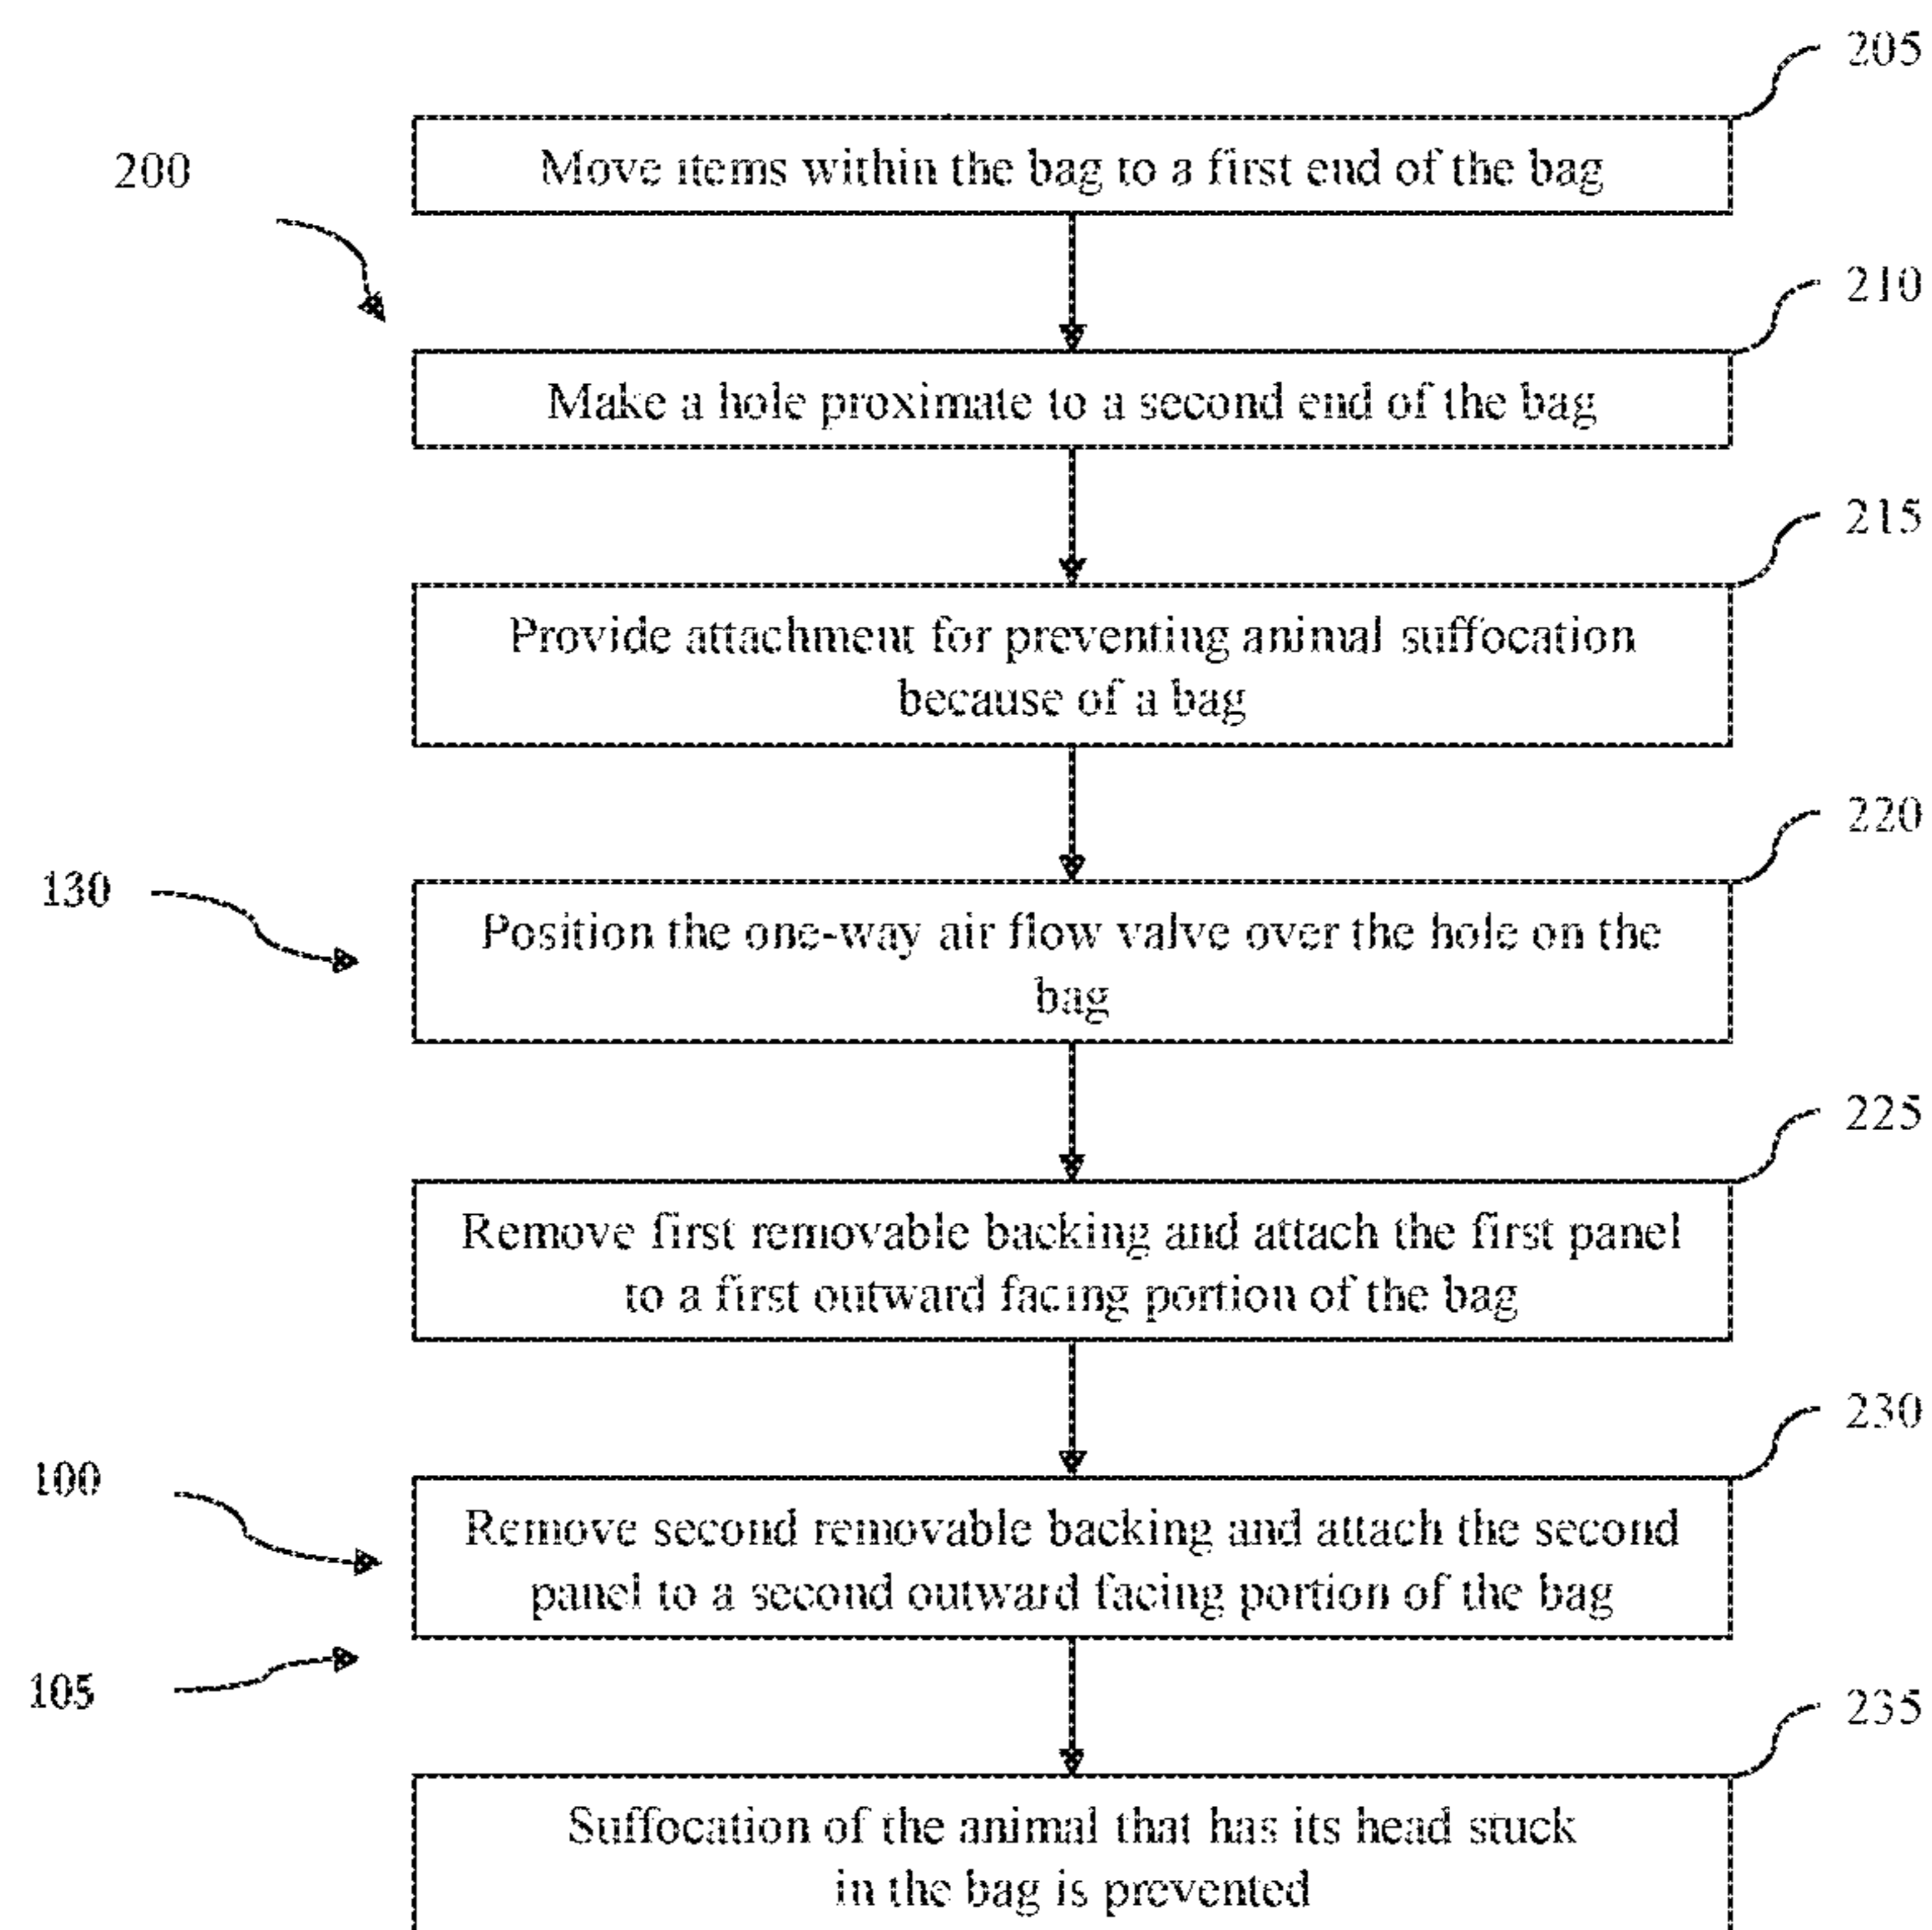 205
200
Move items within the bag to a first end of the bag
210
Make a hole proximate to a second end of the bag
215
Provide attachment for preventing animal suffocation
because of a bag
220
130
Position the one-way air flow valve over the hole on the
bag
225
Remove first removable backing and attach the first panel
to a first outward facing portion of the bag
230
100
Remove second removable backing and attach the second
panel to a second outward facing portion of the bag
105
235
Suffocation of the animal that has its head stuck
in the bag is prevented